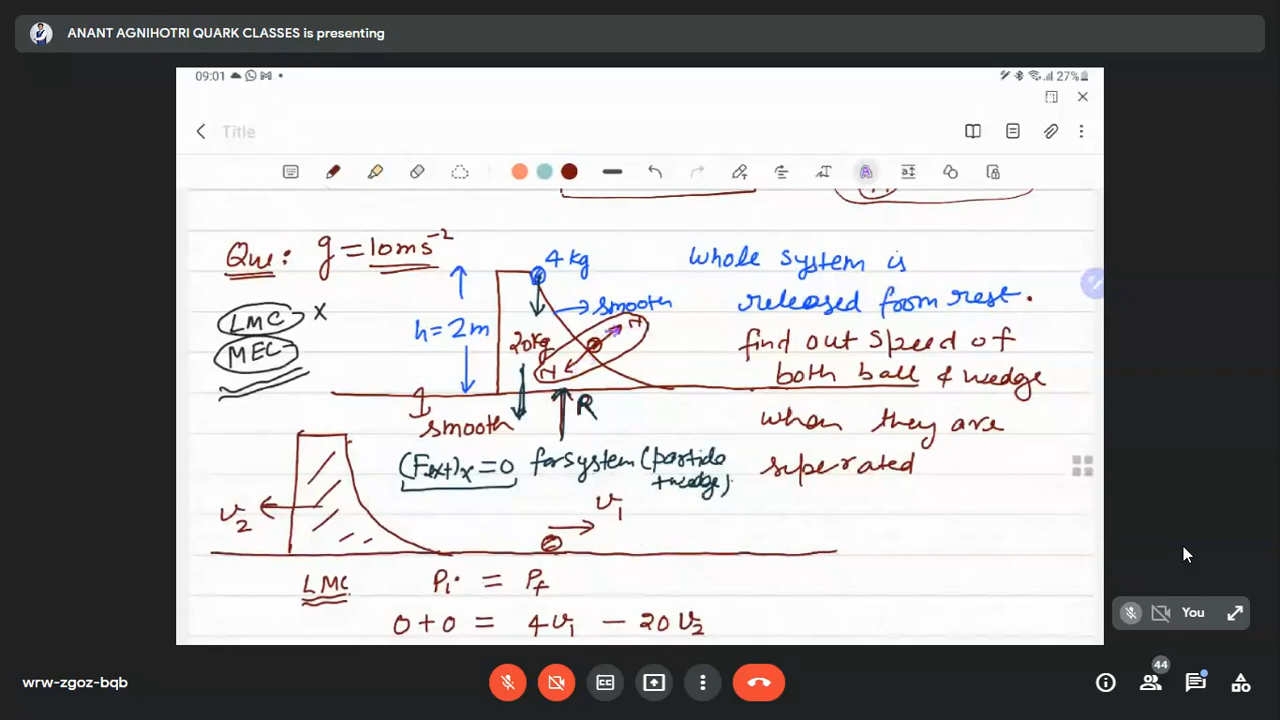 ANANT AGNIHOTRI QUARK CLASSES is presenting
09:01
27%
Title
Que: g = 10ms⁻²
4 kg
whole system is
released from rest.
LMC x
MEC
h = 2m
smooth
20kg
N
N
find out speed of
both ball & wedge
when they are
seperated
smooth
R
(Fext)x = 0 for system (particle
+wedge)
v₂
v₁
LMC
Pi = Pf
0 + 0 = 4v₁ - 20v₂
You
44
wrw-zgoz-bqb
CC